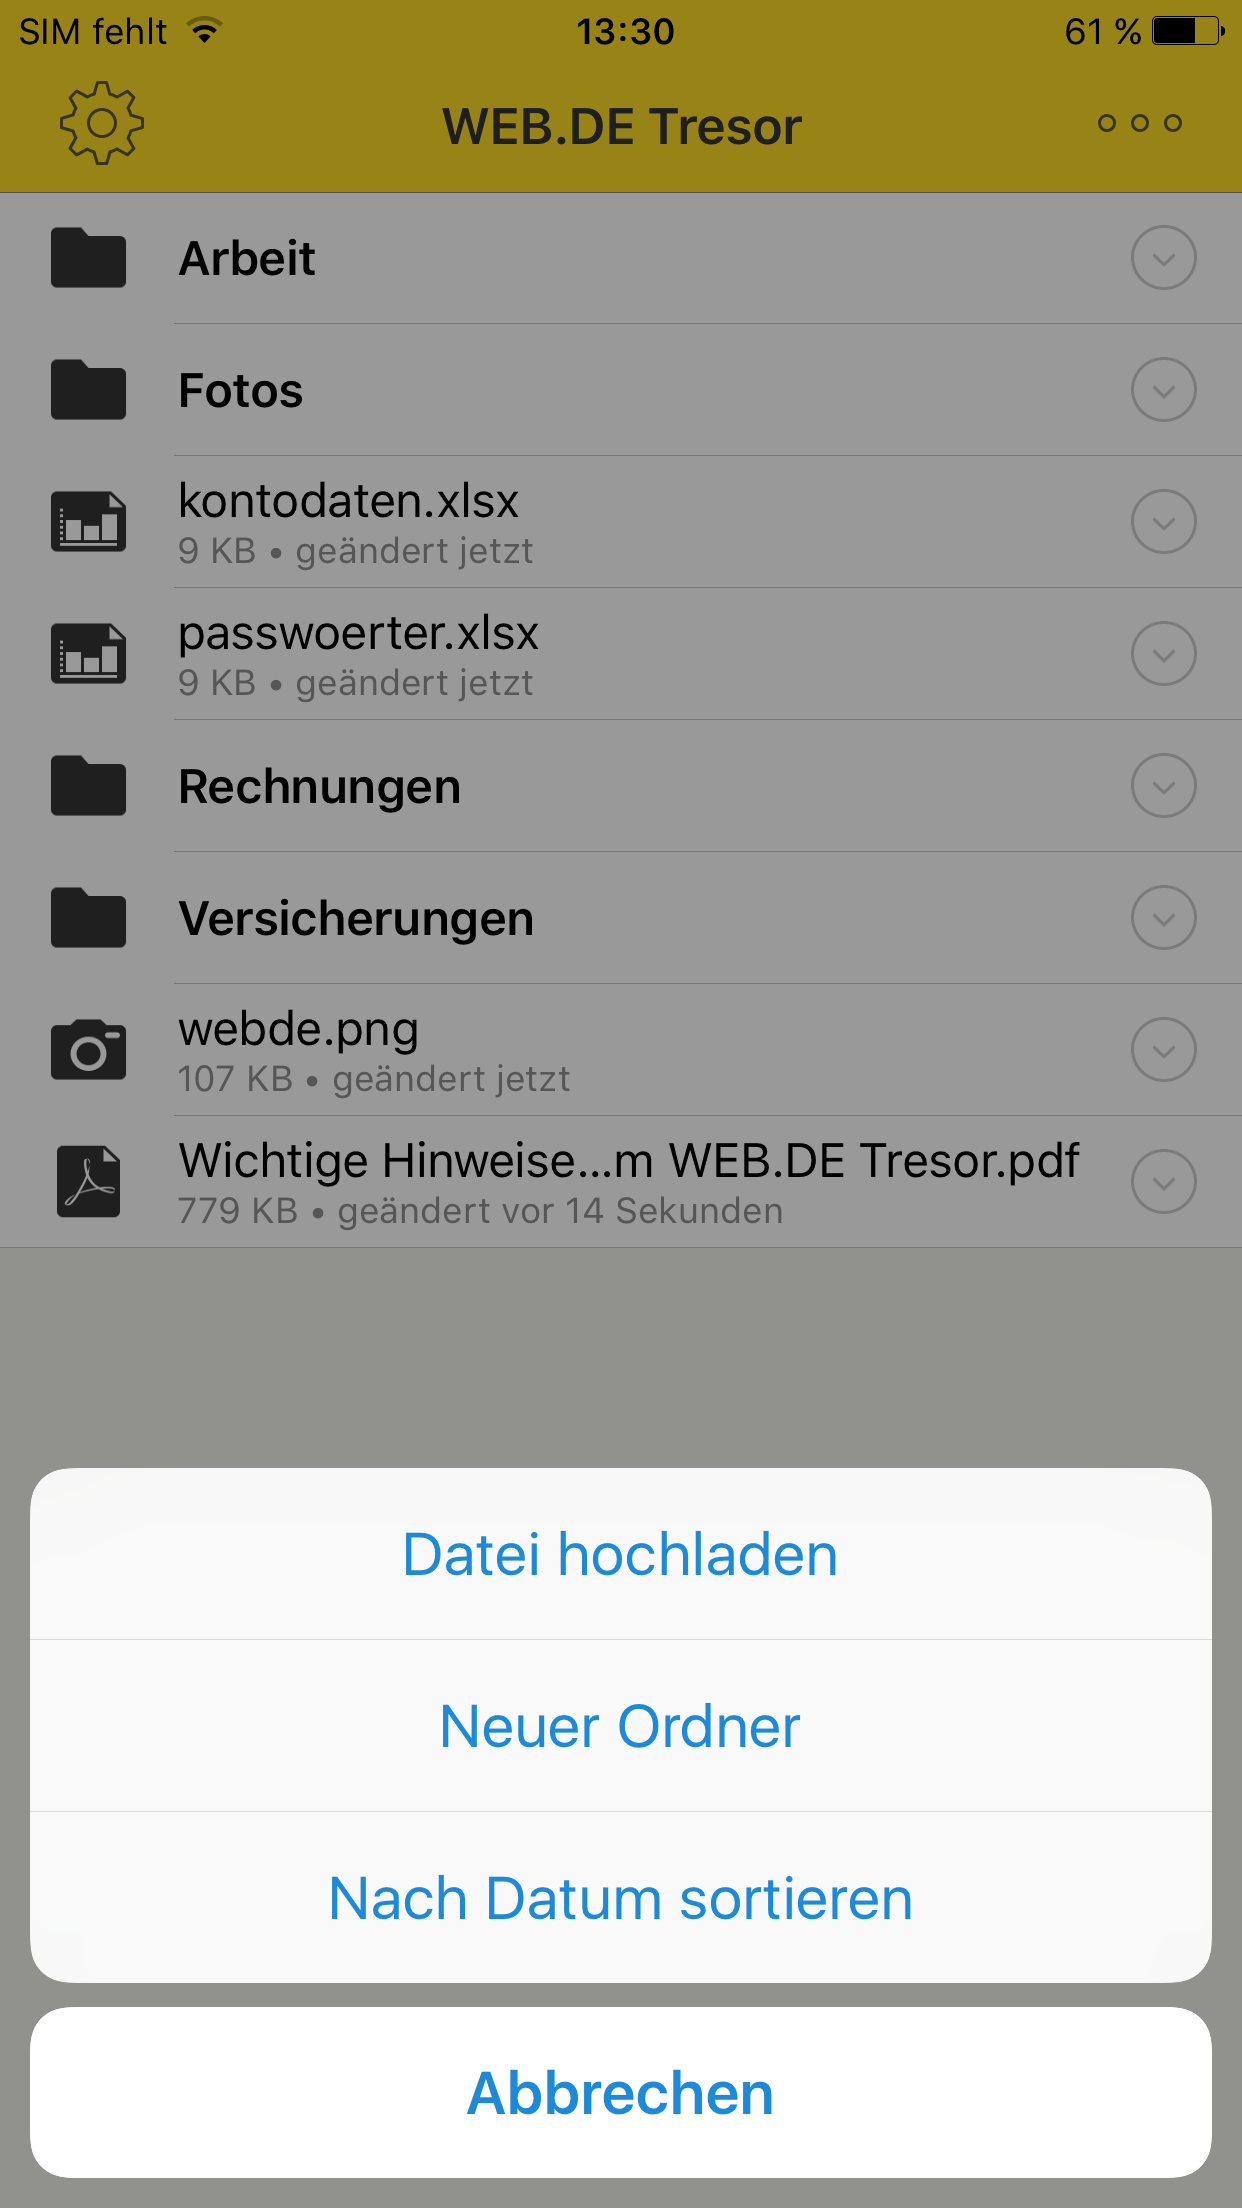 SIM fehlt 13:30 61 %
WEB.DE Tresor
Arbeit
Fotos
kontodaten.xlsx
9 KB • geändert jetzt
passwoerter.xlsx
9 KB • geändert jetzt
Rechnungen
Versicherungen
webde.png
107 KB • geändert jetzt
Wichtige Hinweise...m WEB.DE Tresor.pdf
779 KB • geändert vor 14 Sekunden
Datei hochladen
Neuer Ordner
Nach Datum sortieren
Abbrechen